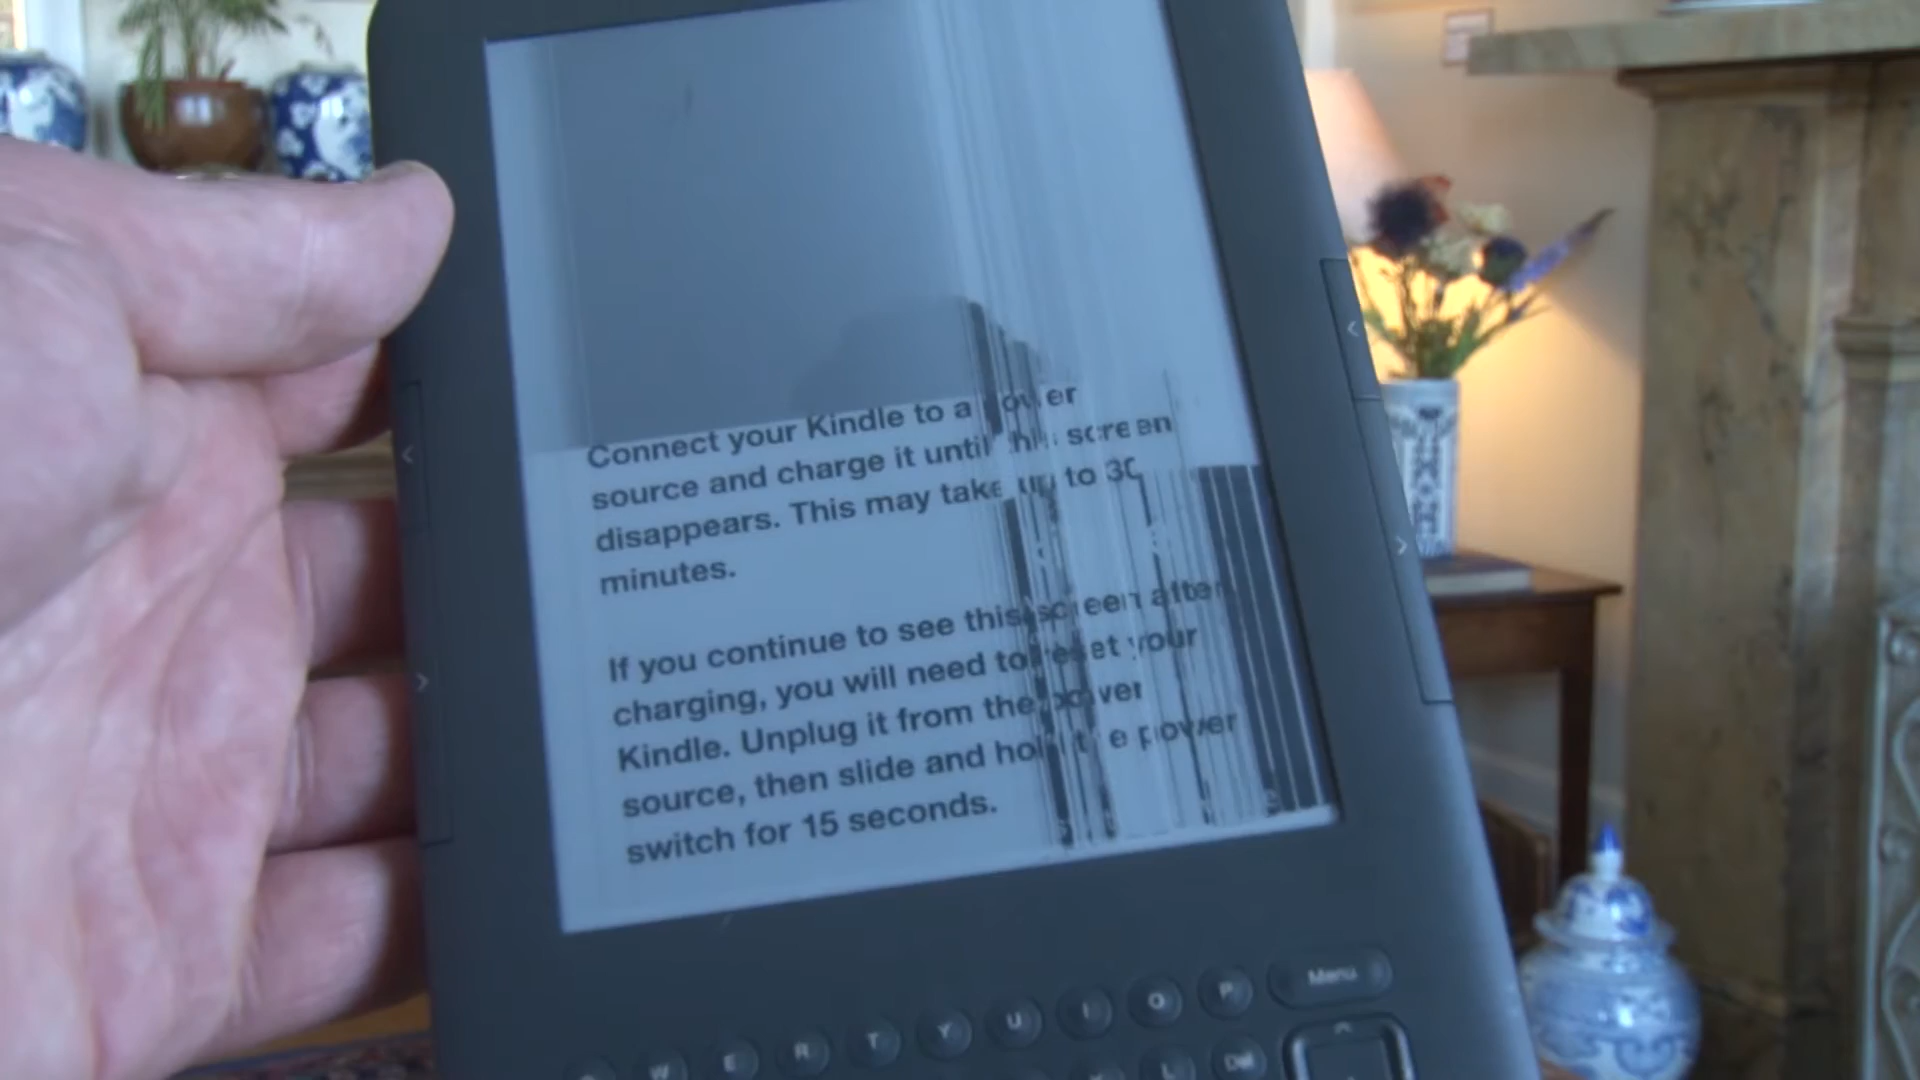 Connect your Kindle to a power
source and charge it until this screen
disappears. This may take up to 30
minutes.
If you continue to see this screen after
charging, you will need to reset your
Kindle. Unplug it from the power
source, then slide and hold the power
switch for 15 seconds.
Menu
W E R T Y U I O P
L Del